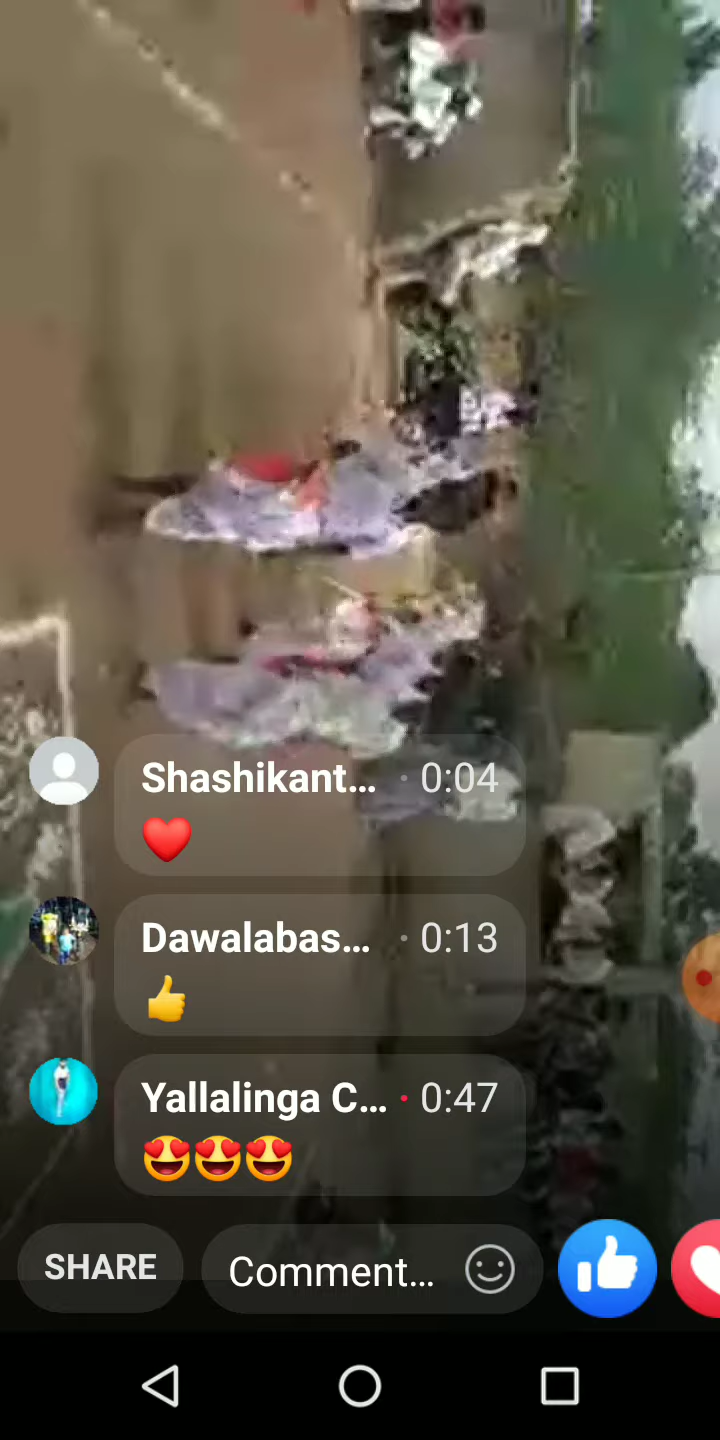 Shashikant... · 0:04
❤️
Dawalabas... · 0:13
👍
Yallalinga C... · 0:47
😍😍😍
SHARE
Comment...